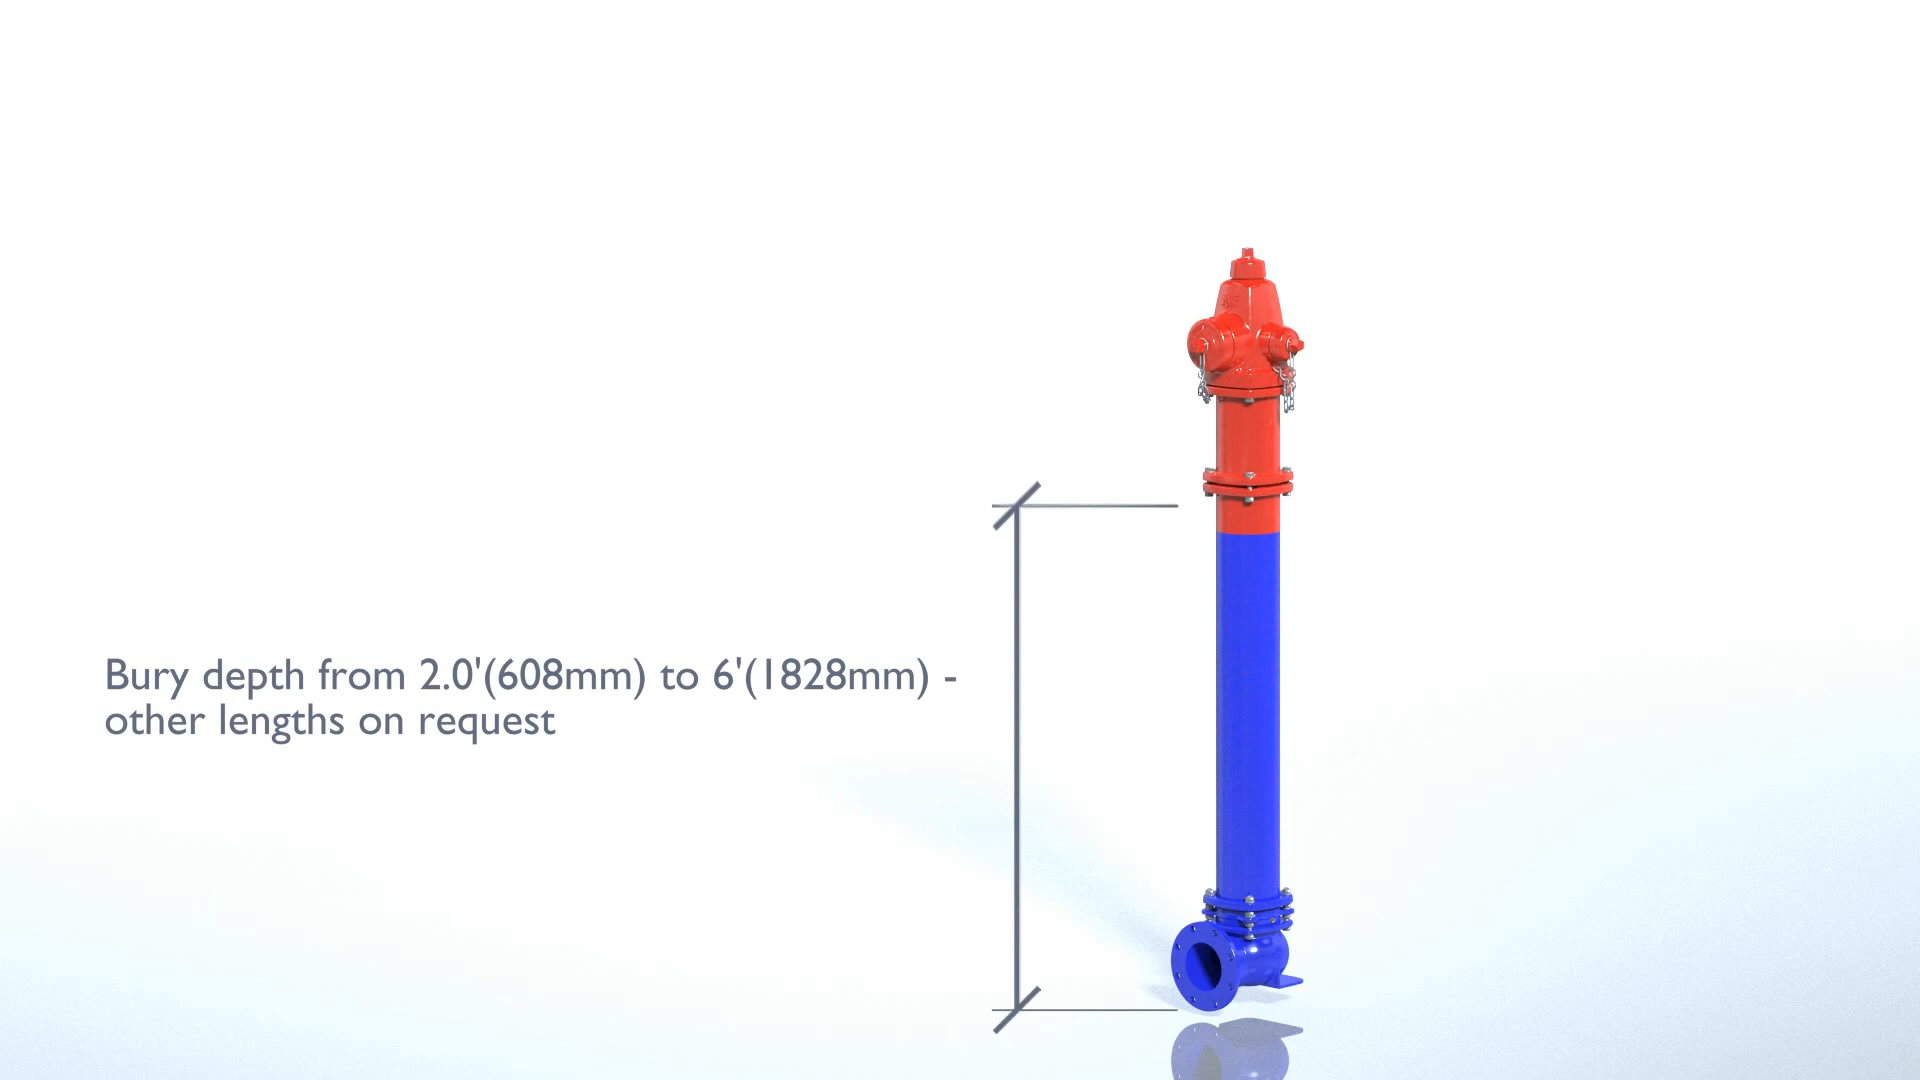 Bury depth from 2.0'(608mm) to 6'(1828mm) -
other lengths on request